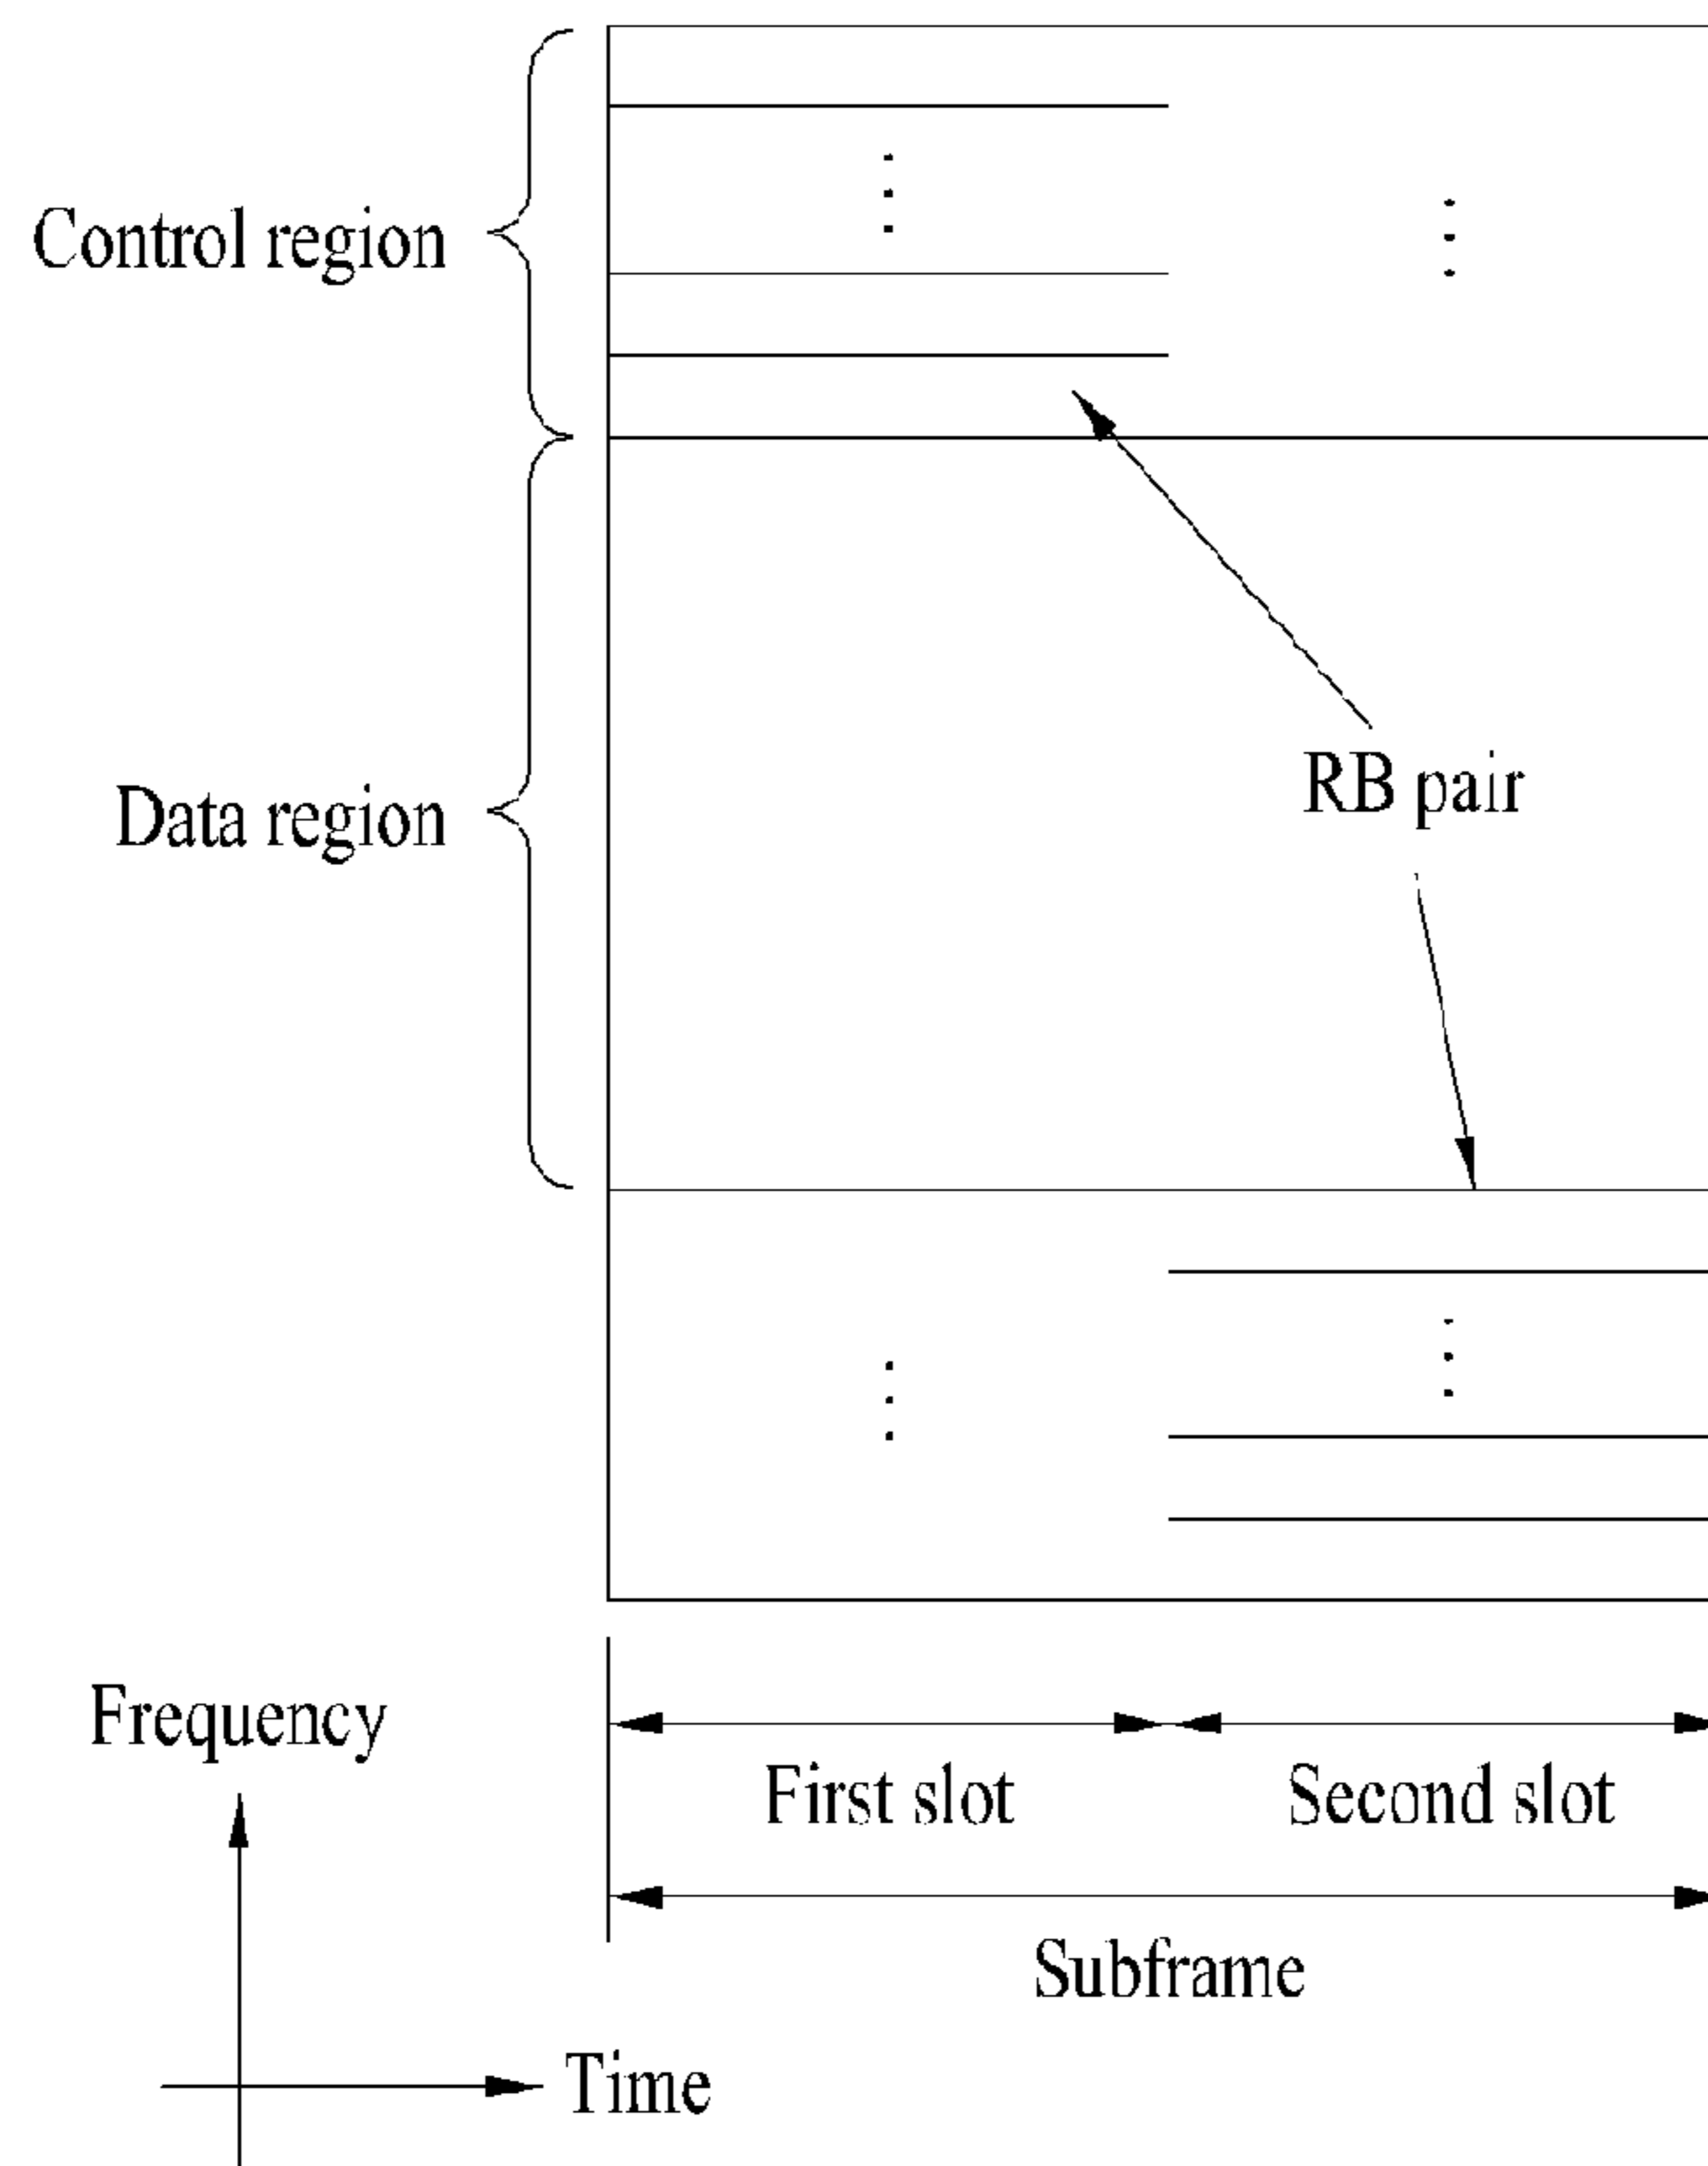 Control region
Data region
RB pair
Frequency
First slot
Second slot
Subframe
Time